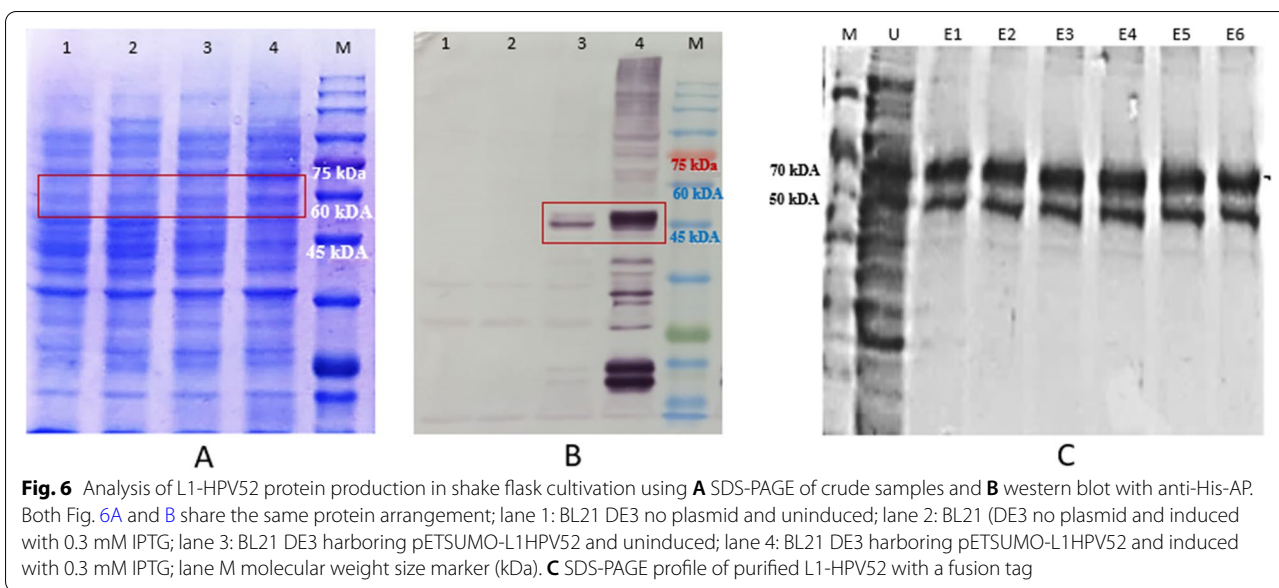 1 2 3 4 M
75 kDa
60 kDA
45 kDA
A
1 2 3 4 M
75 kDa
60 kDA
45 kDA
B
M U E1 E2 E3 E4 E5 E6
70 kDA
50 kDA
C
Fig. 6 Analysis of L1-HPV52 protein production in shake flask cultivation using A SDS-PAGE of crude samples and B western blot with anti-His-AP.
Both Fig. 6A and B share the same protein arrangement; lane 1: BL21 DE3 no plasmid and uninduced; lane 2: BL21 (DE3 no plasmid and induced
with 0.3 mM IPTG; lane 3: BL21 DE3 harboring pETSUMO-L1HPV52 and uninduced; lane 4: BL21 DE3 harboring pETSUMO-L1HPV52 and induced
with 0.3 mM IPTG; lane M molecular weight size marker (kDa). C SDS-PAGE profile of purified L1-HPV52 with a fusion tag